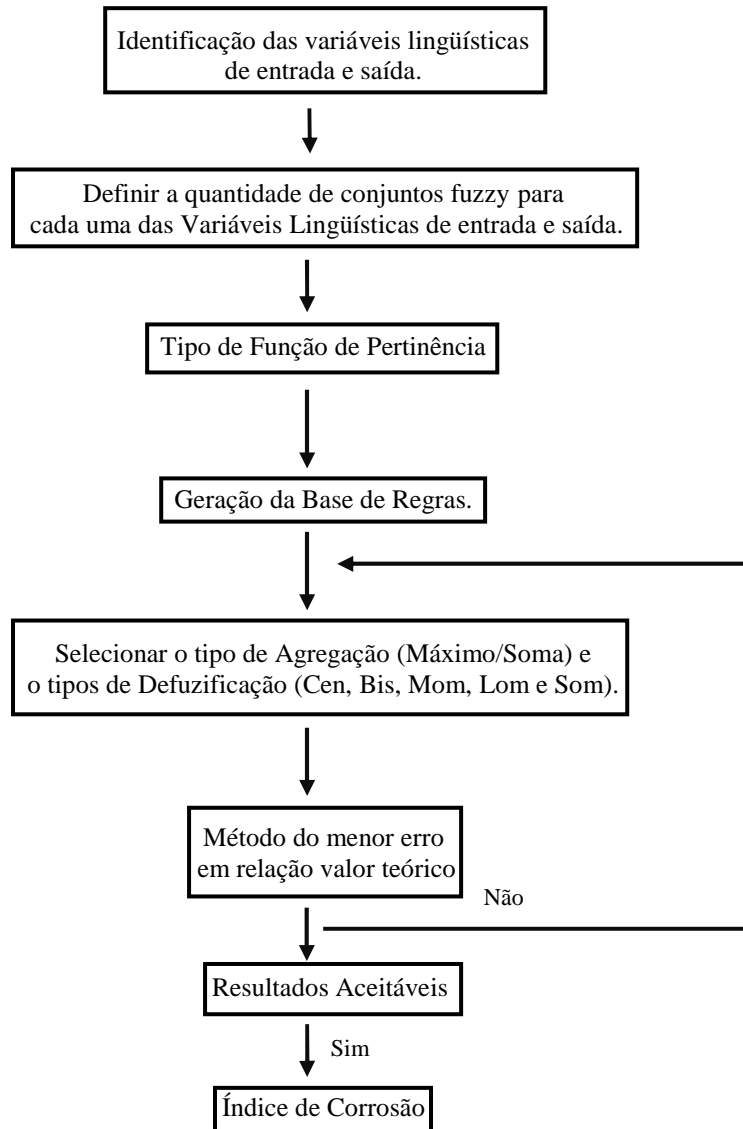 Identificação das variáveis lingüísticas
de entrada e saída.
Definir a quantidade de conjuntos fuzzy para
cada uma das Variáveis Lingüísticas de entrada e saída.
Tipo de Função de Pertinência
Geração da Base de Regras.
Selecionar o tipo de Agregação (Máximo/Soma) e
o tipos de Defuzificação (Cen, Bis, Mom, Lom e Som).
Método do menor erro
em relação valor teórico
Não
Resultados Aceitáveis
Sim
Índice de Corrosão